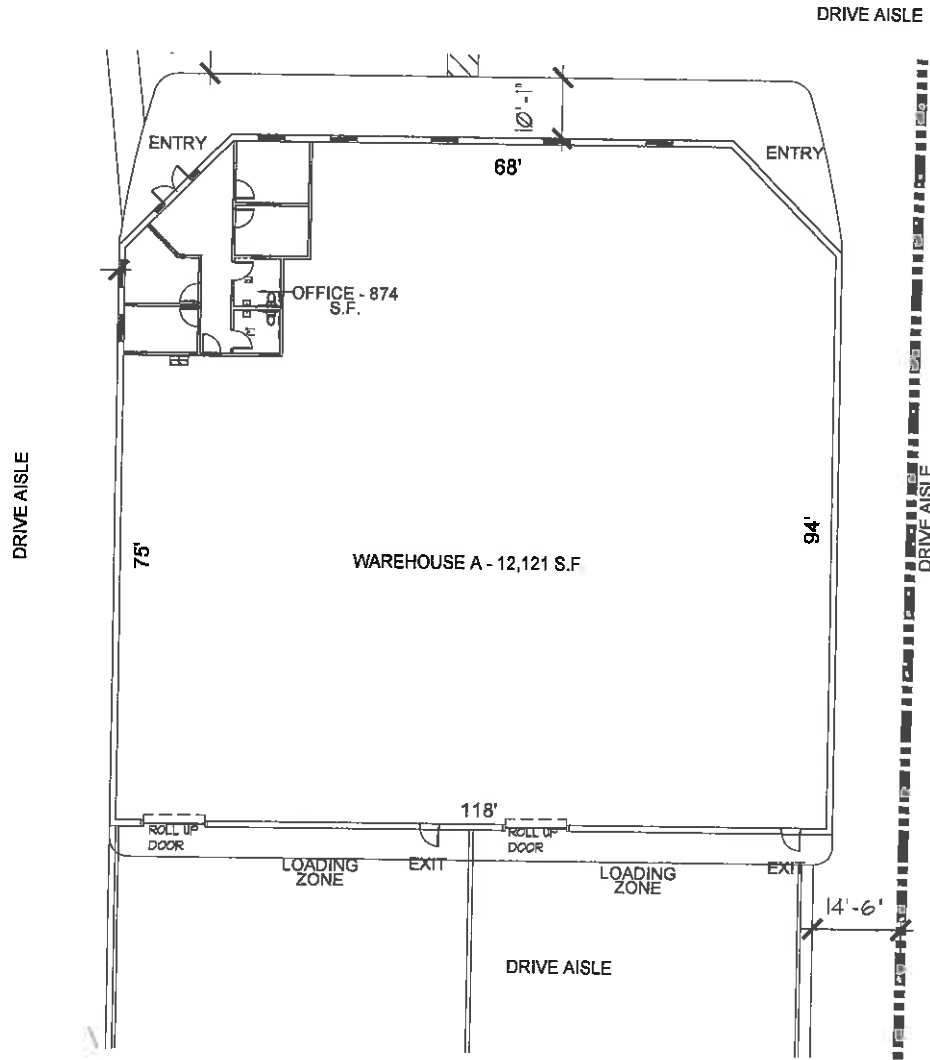 DRIVE AISLE
10'-1"
ENTRY
68'
ENTRY
OFFICE - 874
S.F.
DRIVE AISLE
75'
WAREHOUSE A - 12,121 S.F.
94'
DRIVE AISLE
118'
ROLL UP
DOOR
ROLL UP
DOOR
LOADING
ZONE
EXIT
LOADING
ZONE
EXIT
14'-6"
DRIVE AISLE